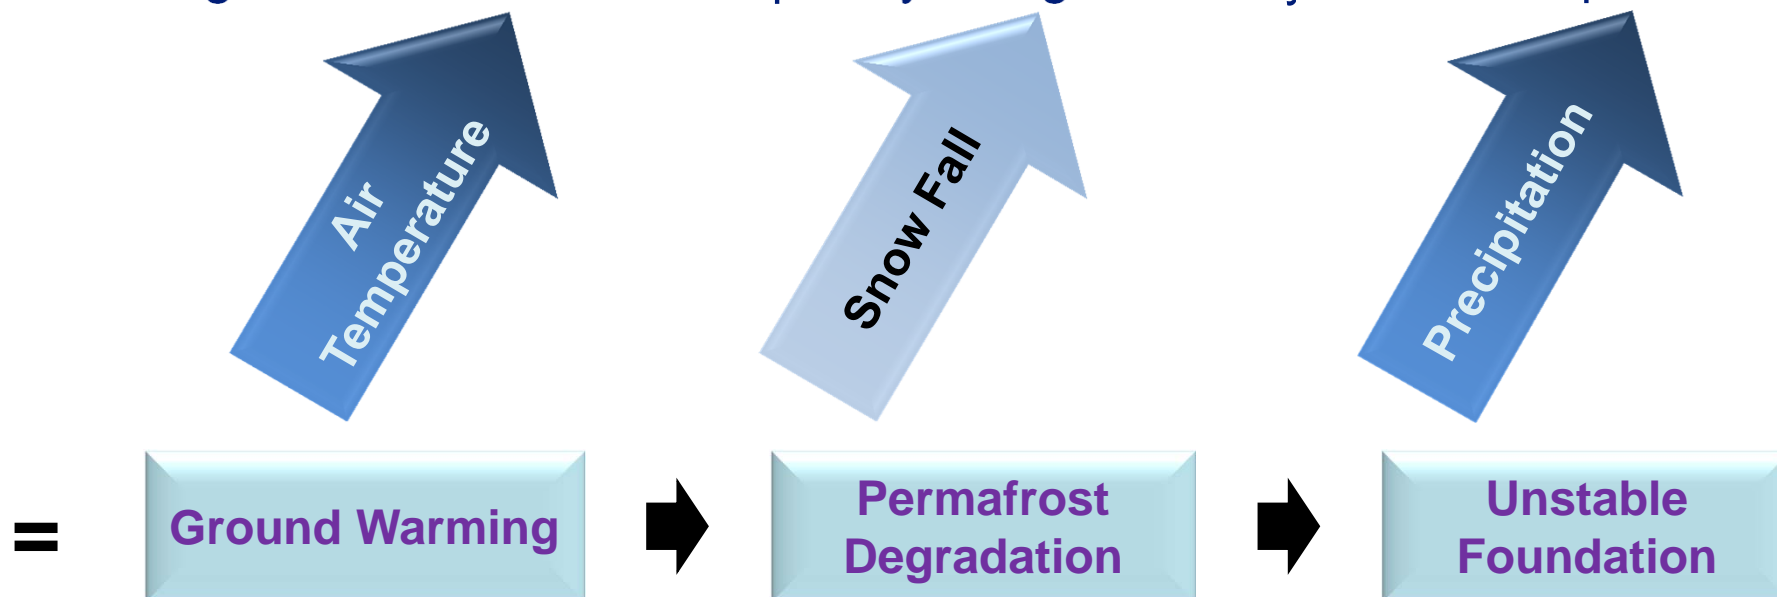 Air
Temperature
Snow Fall
Precipitation
=
Ground Warming
Permafrost
Degradation
Unstable
Foundation